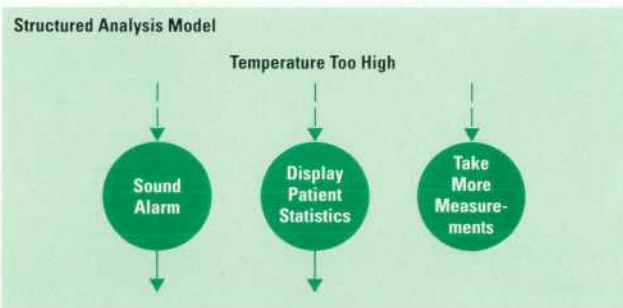 Structured Analysis Model
Temperature Too High
Sound
Alarm
Display
Patient
Statistics
Take
More
Measure-
ments